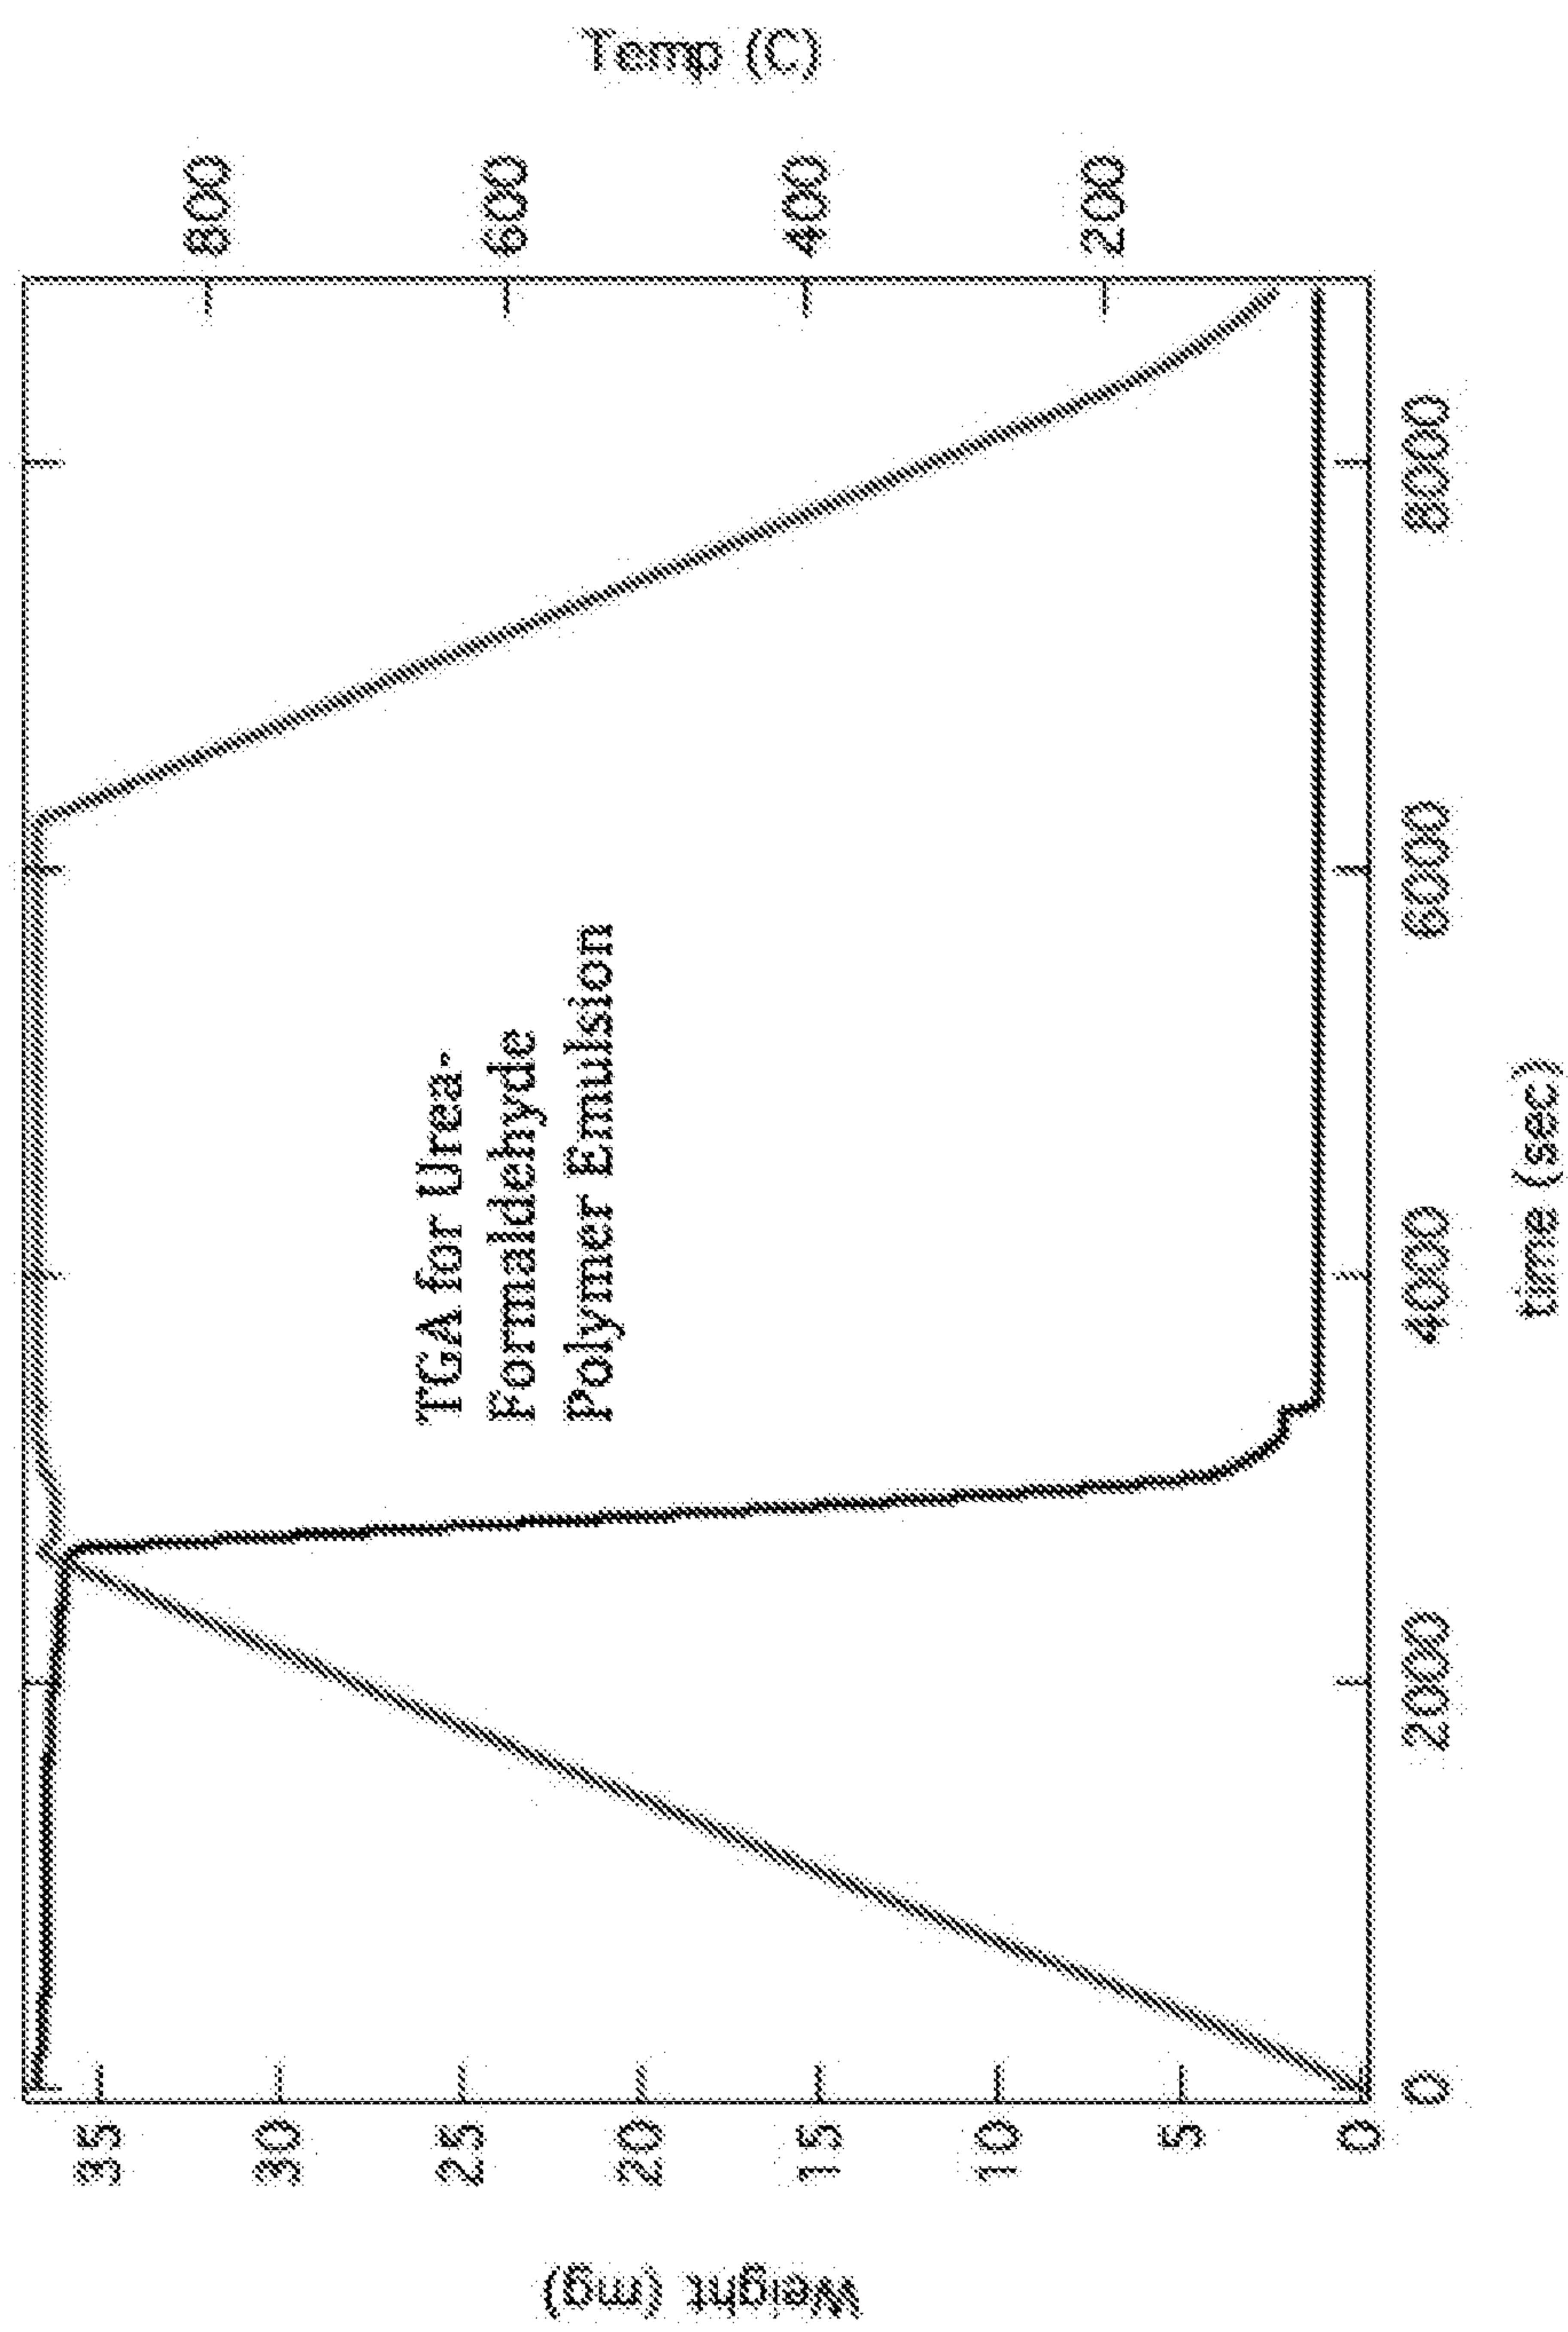 TGA for Urea-
Formaldehyde
Polymer Emulsion
Weight (mg)
35
30
25
20
15
10
5
0
Temp (C)
800
600
400
200
0
2000
4000
6000
8000
time (sec)